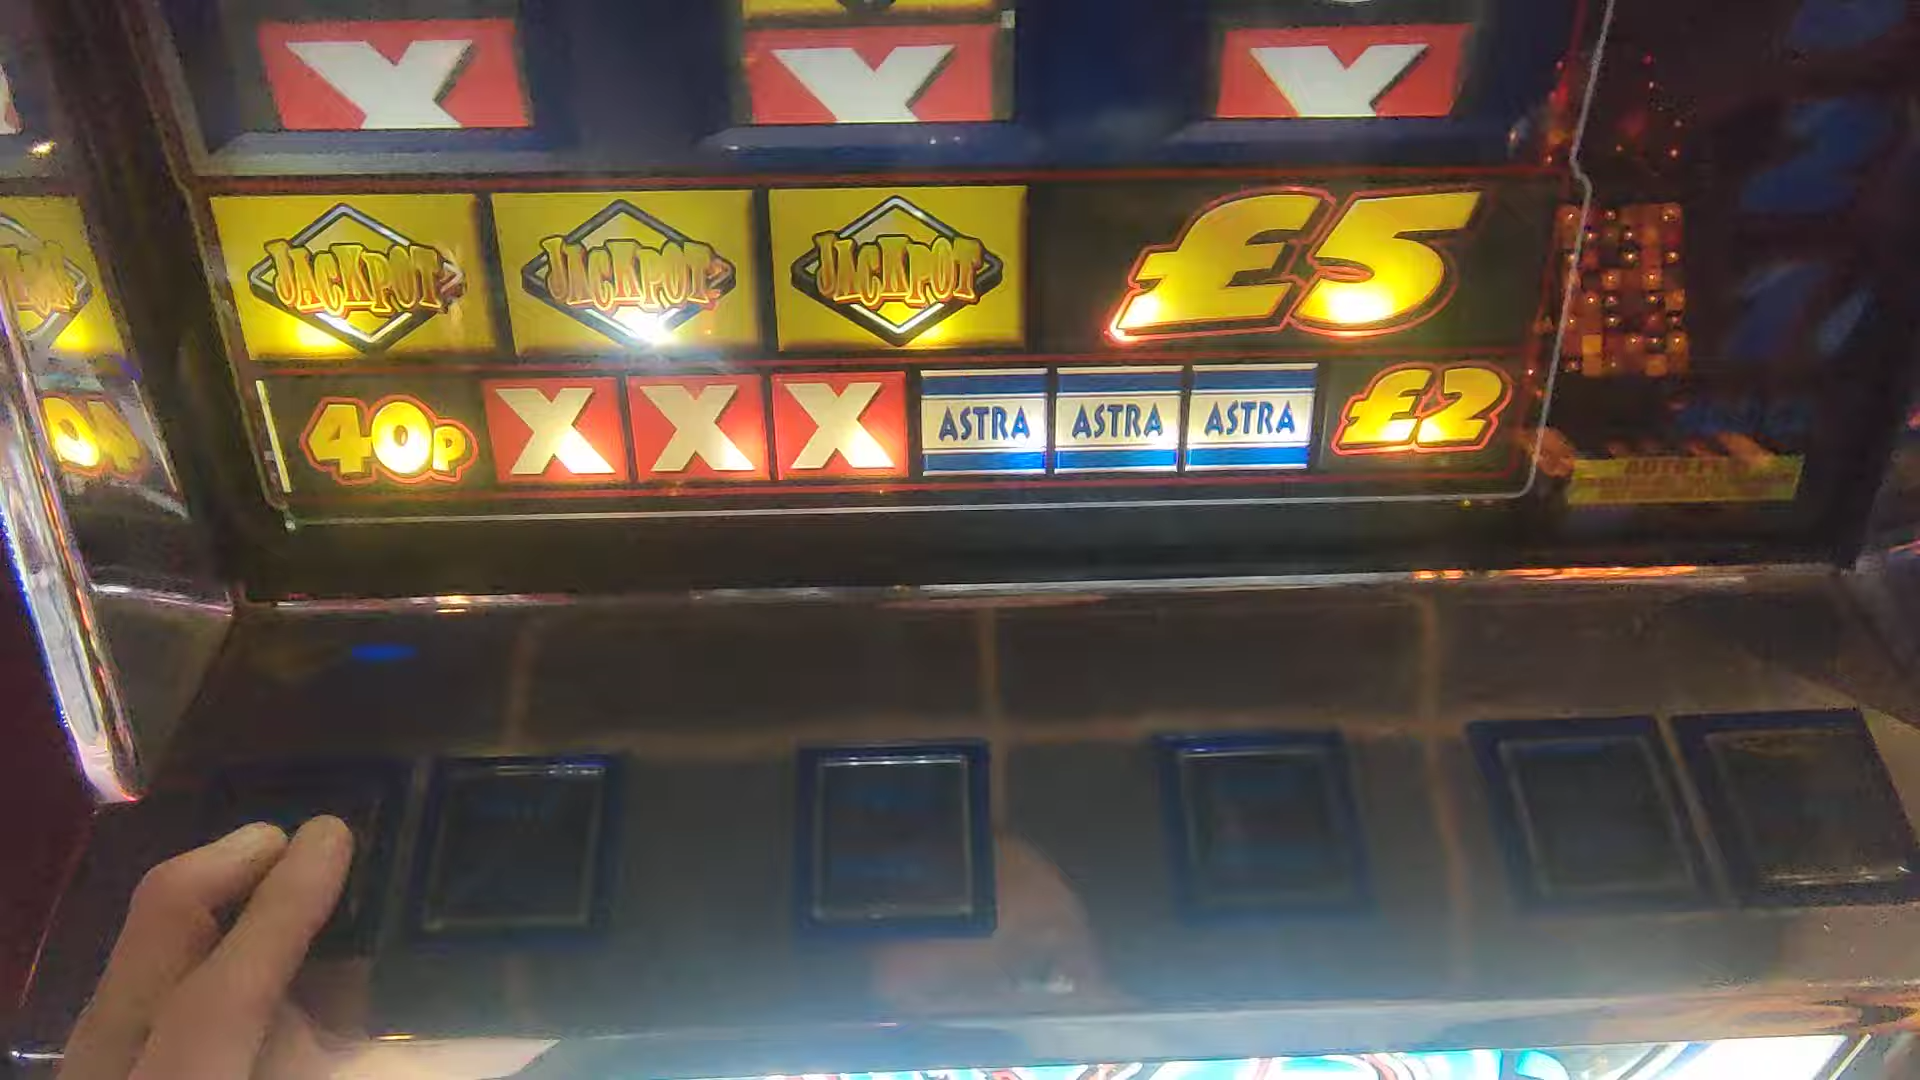 X X X
JACKPOT JACKPOT JACKPOT £5
40p X X X ASTRA ASTRA ASTRA £2